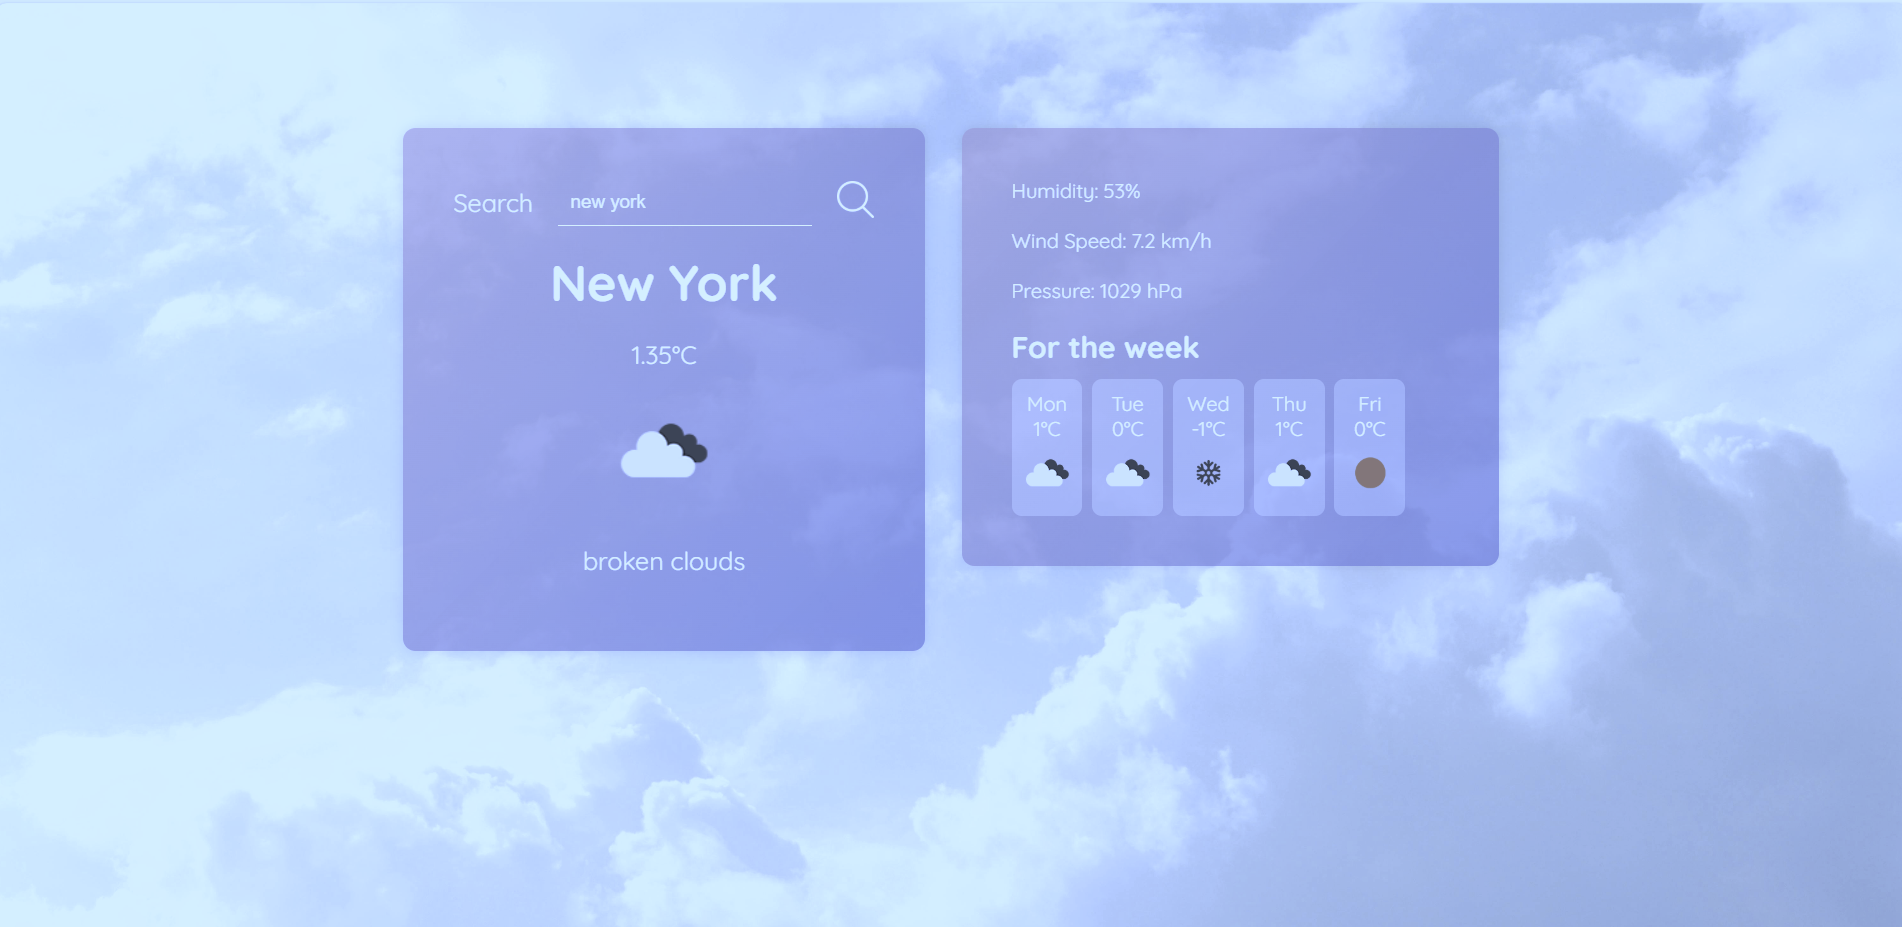 Search new york
New York
1.35°C
broken clouds
Humidity: 53%
Wind Speed: 7.2 km/h
Pressure: 1029 hPa
For the week
Mon Tue Wed Thu Fri
1°C 0°C -1°C 1°C 0°C